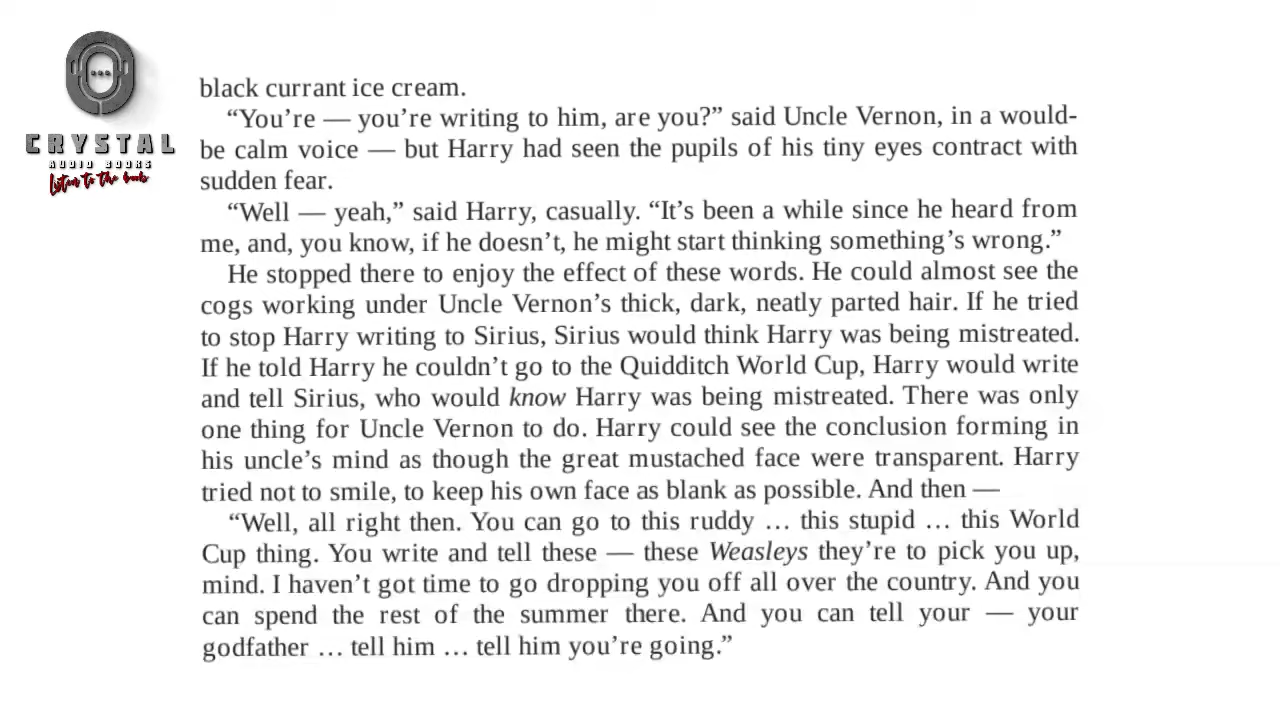 CRYSTAL
AUDIO BOOKS
Listen to the book
black currant ice cream.
“You’re — you’re writing to him, are you?” said Uncle Vernon, in a would-
be calm voice — but Harry had seen the pupils of his tiny eyes contract with
sudden fear.
“Well — yeah,” said Harry, casually. “It’s been a while since he heard from
me, and, you know, if he doesn’t, he might start thinking something’s wrong.”
He stopped there to enjoy the effect of these words. He could almost see the
cogs working under Uncle Vernon’s thick, dark, neatly parted hair. If he tried
to stop Harry writing to Sirius, Sirius would think Harry was being mistreated.
If he told Harry he couldn’t go to the Quidditch World Cup, Harry would write
and tell Sirius, who would know Harry was being mistreated. There was only
one thing for Uncle Vernon to do. Harry could see the conclusion forming in
his uncle’s mind as though the great mustached face were transparent. Harry
tried not to smile, to keep his own face as blank as possible. And then —
“Well, all right then. You can go to this ruddy … this stupid … this World
Cup thing. You write and tell these — these Weasleys they’re to pick you up,
mind. I haven’t got time to go dropping you off all over the country. And you
can spend the rest of the summer there. And you can tell your — your
godfather … tell him … tell him you’re going.”